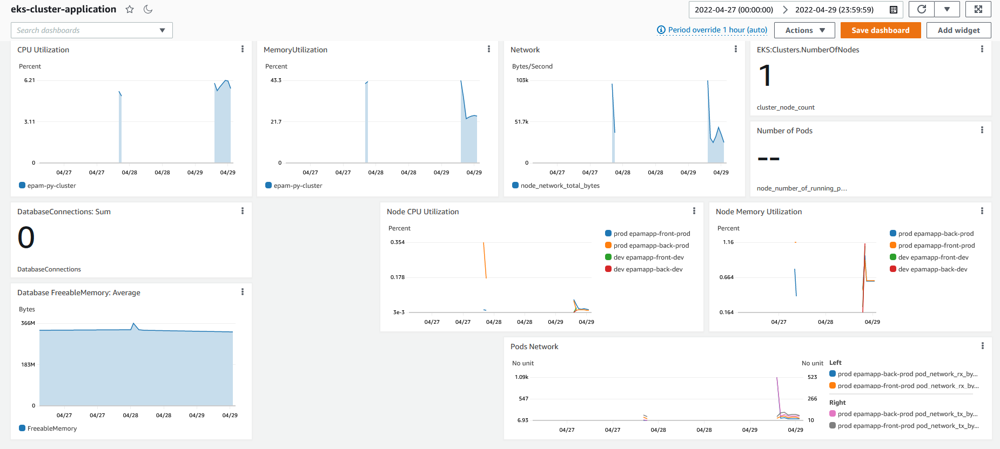 eks-cluster-application
2022-04-27 (00:00:00) 2022-04-29 (23:59:59)
Search dashboards
Period override 1 hour (auto)
Actions
Save dashboard
Add widget
CPU Utilization
Percent
6.21
3.11
0
04/27 04/27 04/28 04/28 04/29 04/29
epam-py-cluster
MemoryUtilization
Percent
43.3
21.7
0
04/27 04/27 04/28 04/28 04/29 04/29
epam-py-cluster
Network
Bytes/Second
103k
51.7k
0
04/27 04/27 04/28 04/28 04/29 04/29
node_network_total_bytes
EKS:Clusters.NumberOfNodes
1
cluster_node_count
Number of Pods
--
node_number_of_running_p...
DatabaseConnections: Sum
0
DatabaseConnections
Node CPU Utilization
Percent
0.354
0.178
3e-3
04/27 04/27 04/28 04/28 04/29 04/29
prod epamapp-front-prod
prod epamapp-back-prod
dev epamapp-front-dev
dev epamapp-back-dev
Node Memory Utilization
Percent
1.16
0.664
0.164
04/27 04/28 04/29
prod epamapp-back-prod
prod epamapp-front-prod
dev epamapp-front-dev
dev epamapp-back-dev
Database FreeableMemory: Average
Bytes
366M
183M
0
04/27 04/27 04/28 04/28 04/29 04/29
FreeableMemory
Pods Network
No unit
1.09k
547
6.93
04/27 04/27 04/28 04/28 04/29 04/29
No unit
523
266
10
Left
prod epamapp-back-prod pod_network_rx_by...
prod epamapp-front-prod pod_network_rx_by...
Right
prod epamapp-back-prod pod_network_tx_by...
prod epamapp-front-prod pod_network_tx_by...